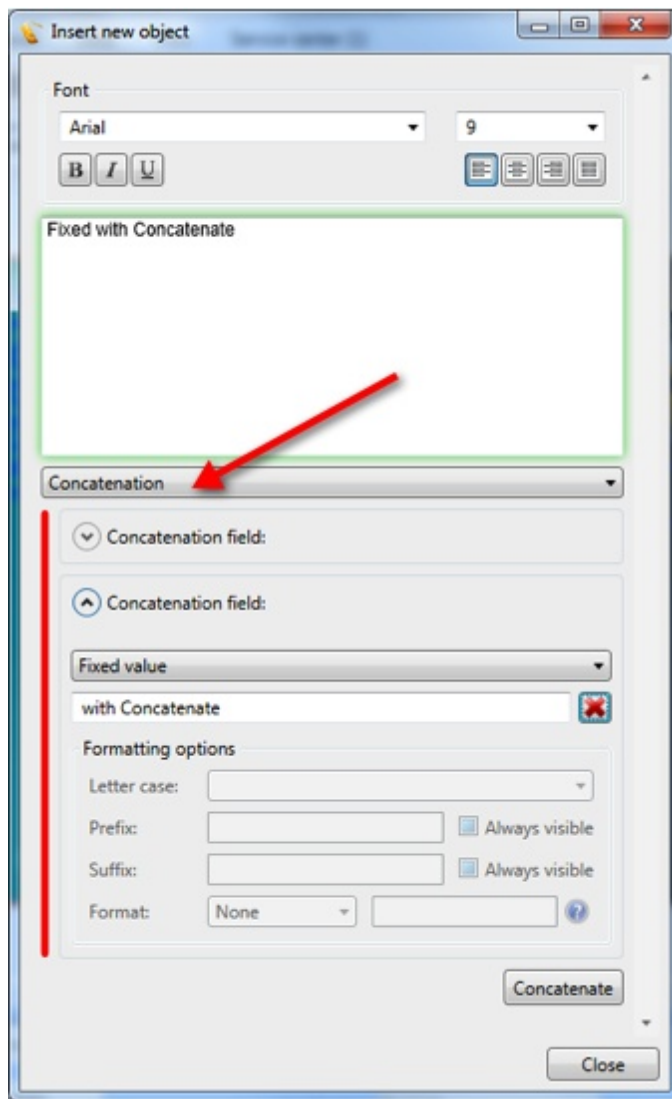 Insert new object
Font
Arial
9
B I U
Fixed with Concatenate
Concatenation
Concatenation field:
Concatenation field:
Fixed value
with Concatenate
Formatting options
Letter case:
Prefix:
Always visible
Suffix:
Always visible
Format:
None
?
Concatenate
Close